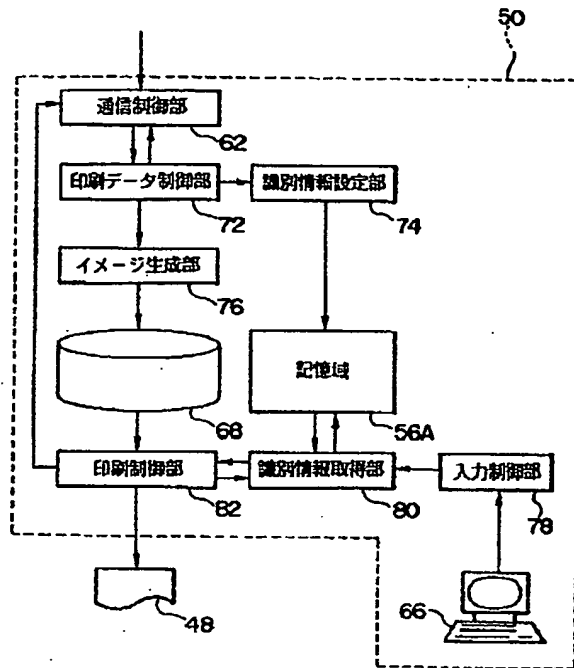 50
通信制御部
62
印刷データ制御部
72
識別情報設定部
74
イメージ生成部
76
68
記憶域
56A
印刷制御部
82
識別情報取得部
80
入力制御部
78
48
66